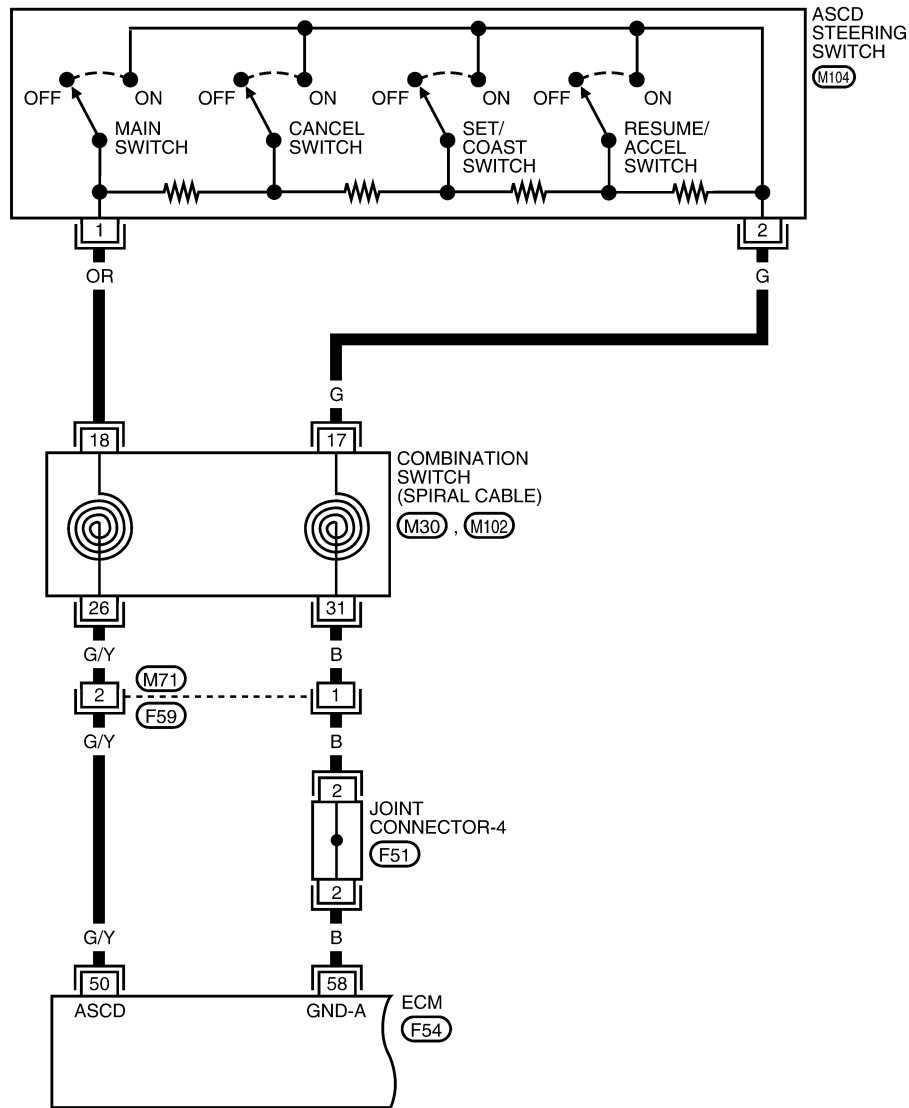 ASCD
STEERING
SWITCH
M104
OFF ON
OFF ON
OFF ON
OFF ON
MAIN
SWITCH
CANCEL
SWITCH
SET/
COAST
SWITCH
RESUME/
ACCEL
SWITCH
1
2
OR
G
G
18
17
COMBINATION
SWITCH
(SPIRAL CABLE)
M30 , M102
26
31
G/Y
B
2
M71
F59
1
G/Y
B
2
JOINT
CONNECTOR-4
F51
2
G/Y
B
50
58
ASCD
GND-A
ECM
F54